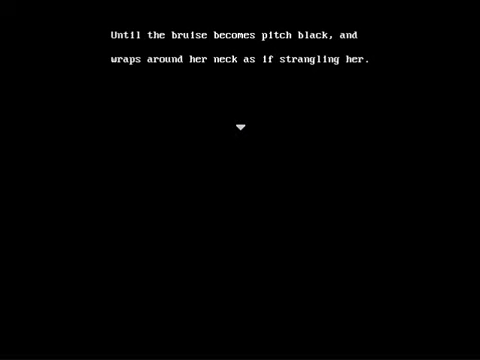 Until the bruise becomes pitch black, and
wraps around her neck as if strangling her.